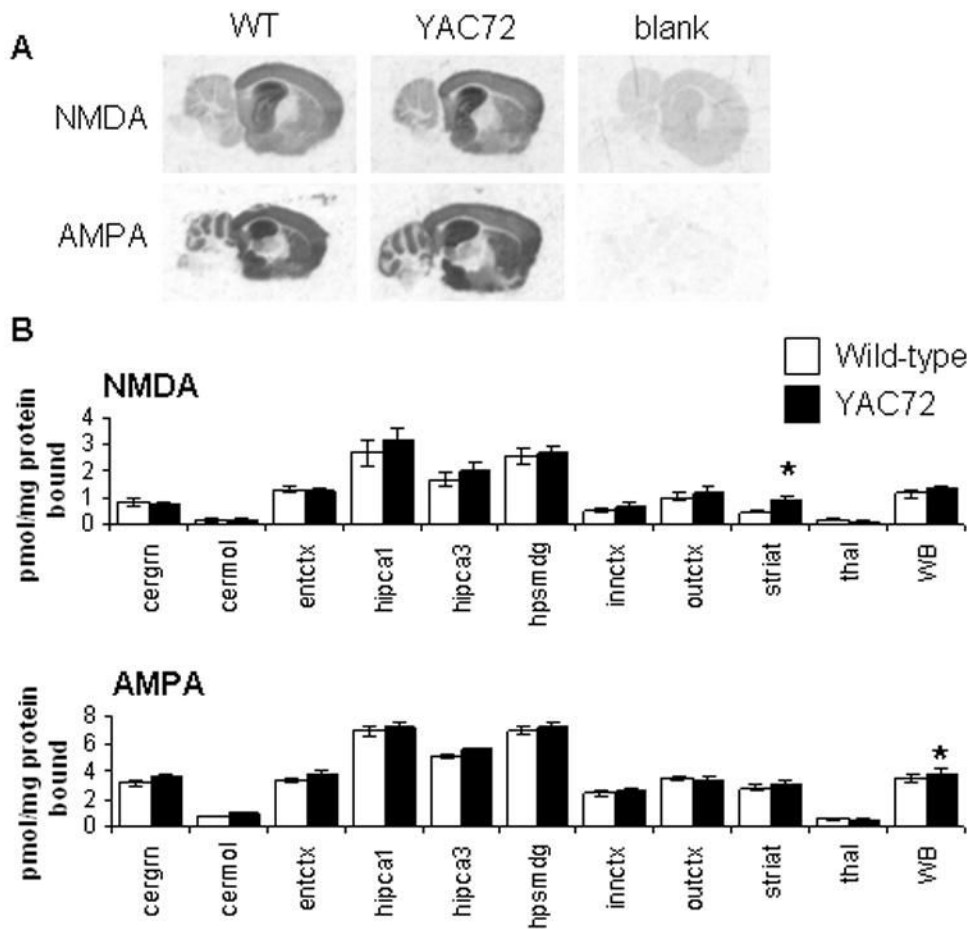 WT YAC72 blank
A
NMDA
AMPA
B
Wild-type
YAC72
NMDA
pmol/mg protein
bound
4
3
2
1
0
*
cergrn
cermol
entctx
hipca1
hipca3
hpsmdg
innctx
outctx
striat
thal
WB
AMPA
pmol/mg protein
bound
8
6
4
2
0
*
cergrn
cermol
entctx
hipca1
hipca3
hpsmdg
innctx
outctx
striat
thal
WB